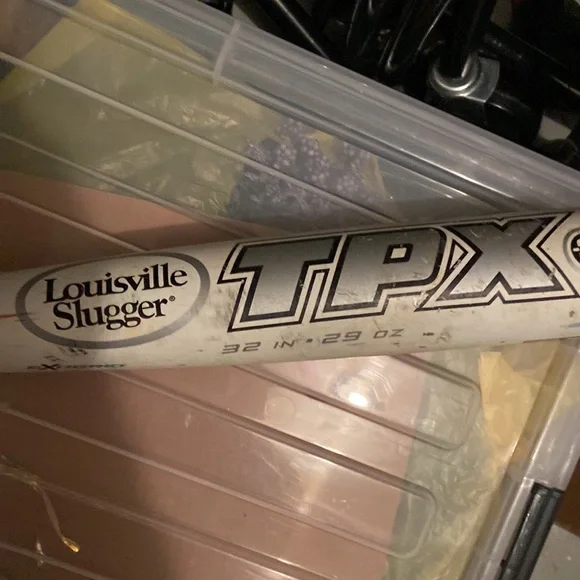 Louisville
Slugger®
TPX
32 IN • 29 OZ